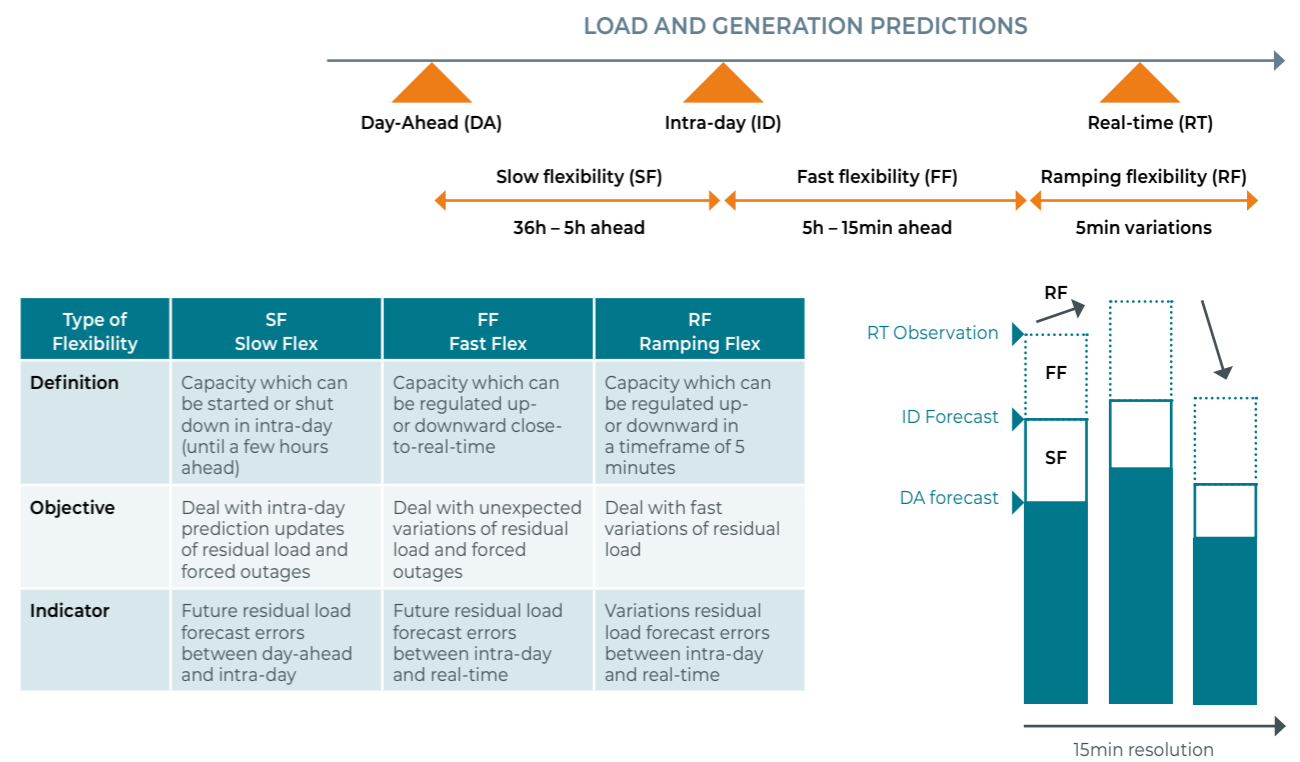 LOAD AND GENERATION PREDICTIONS
Day-Ahead (DA)
Intra-day (ID)
Real-time (RT)
Slow flexibility (SF)
Fast flexibility (FF)
Ramping flexibility (RF)
36h – 5h ahead
5h – 15min ahead
5min variations
Type of
Flexibility
SF
Slow Flex
FF
Fast Flex
RF
Ramping Flex
Definition
Capacity which can
be started or shut
down in intra-day
(until a few hours
ahead)
Capacity which can
be regulated up-
or downward close-
to-real-time
Capacity which can
be regulated up-
or downward in
a timeframe of 5
minutes
Objective
Deal with intra-day
prediction updates
of residual load and
forced outages
Deal with unexpected
variations of residual
load and forced
outages
Deal with fast
variations of residual
load
Indicator
Future residual load
forecast errors
between day-ahead
and intra-day
Future residual load
forecast errors
between intra-day
and real-time
Variations residual
load forecast errors
between intra-day
and real-time
RF
RT Observation
FF
ID Forecast
SF
DA forecast
15min resolution